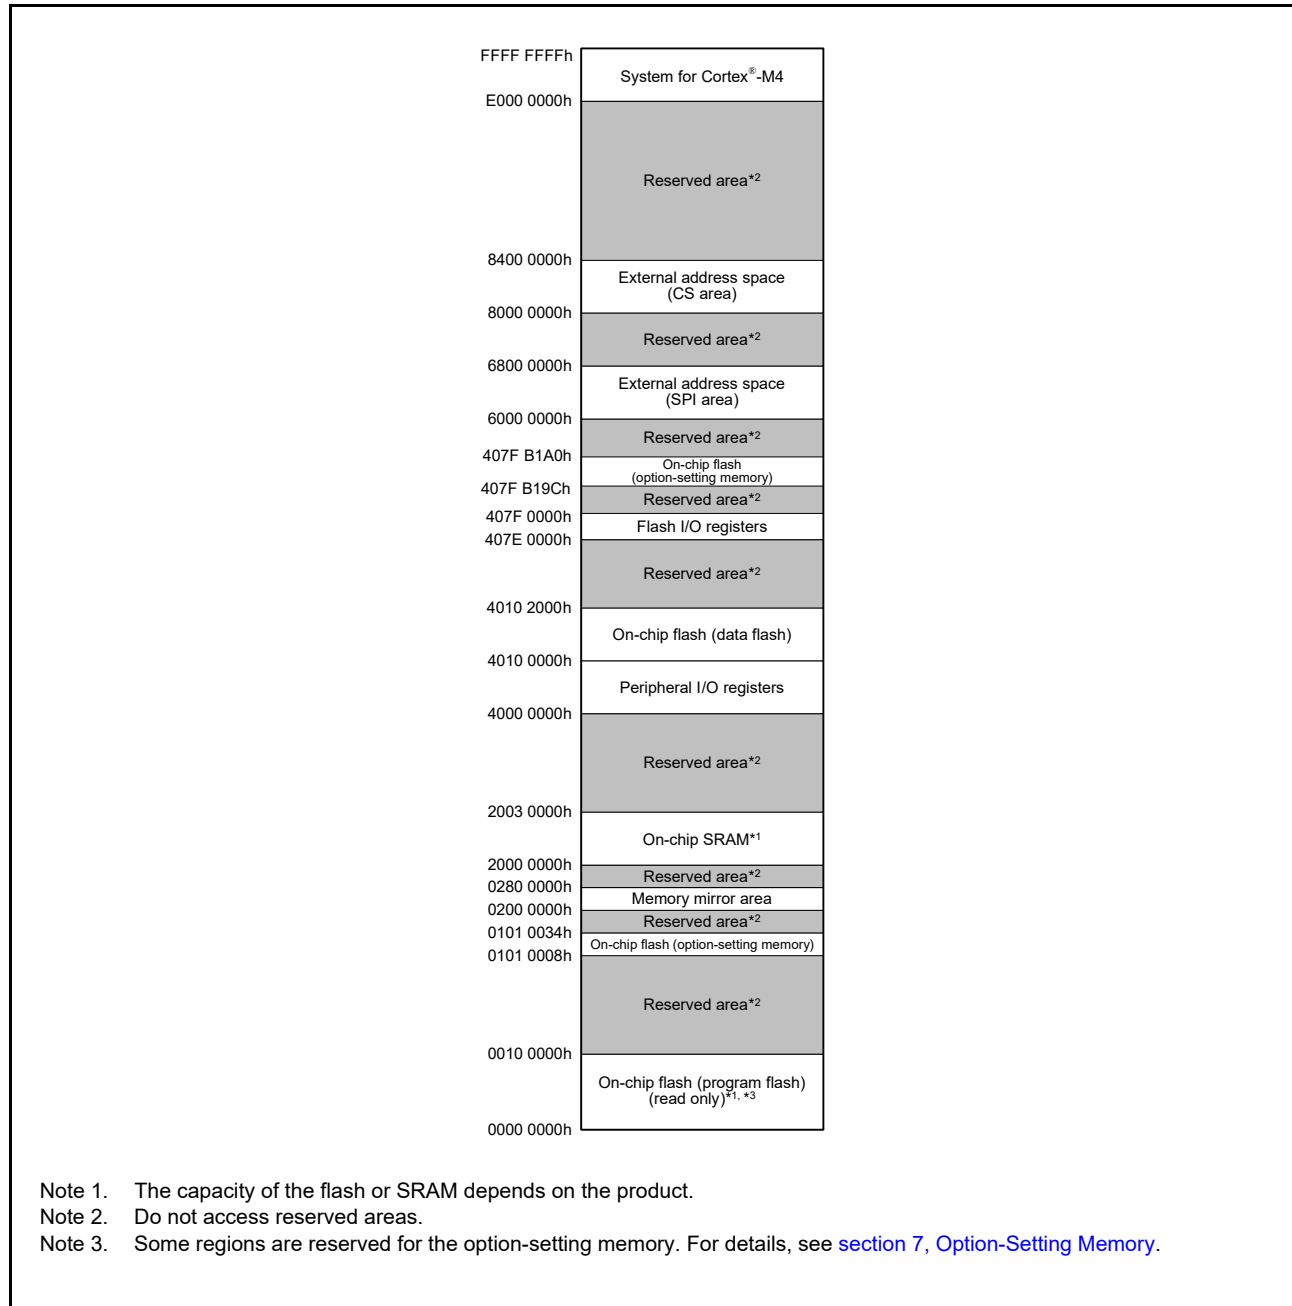 FFFF FFFFh
System for Cortex®-M4
E000 0000h
Reserved area*2
8400 0000h
External address space
(CS area)
8000 0000h
Reserved area*2
6800 0000h
External address space
(SPI area)
6000 0000h
Reserved area*2
407F B1A0h
On-chip flash
(option-setting memory)
407F B19Ch
Reserved area*2
407F 0000h
Flash I/O registers
407E 0000h
Reserved area*2
4010 2000h
On-chip flash (data flash)
4010 0000h
Peripheral I/O registers
4000 0000h
Reserved area*2
2003 0000h
On-chip SRAM*1
2000 0000h
Reserved area*2
0280 0000h
Memory mirror area
0200 0000h
Reserved area*2
0101 0034h
On-chip flash (option-setting memory)
0101 0008h
Reserved area*2
0010 0000h
On-chip flash (program flash)
(read only)*1, *3
0000 0000h
Note 1. The capacity of the flash or SRAM depends on the product.
Note 2. Do not access reserved areas.
Note 3. Some regions are reserved for the option-setting memory. For details, see section 7, Option-Setting Memory.